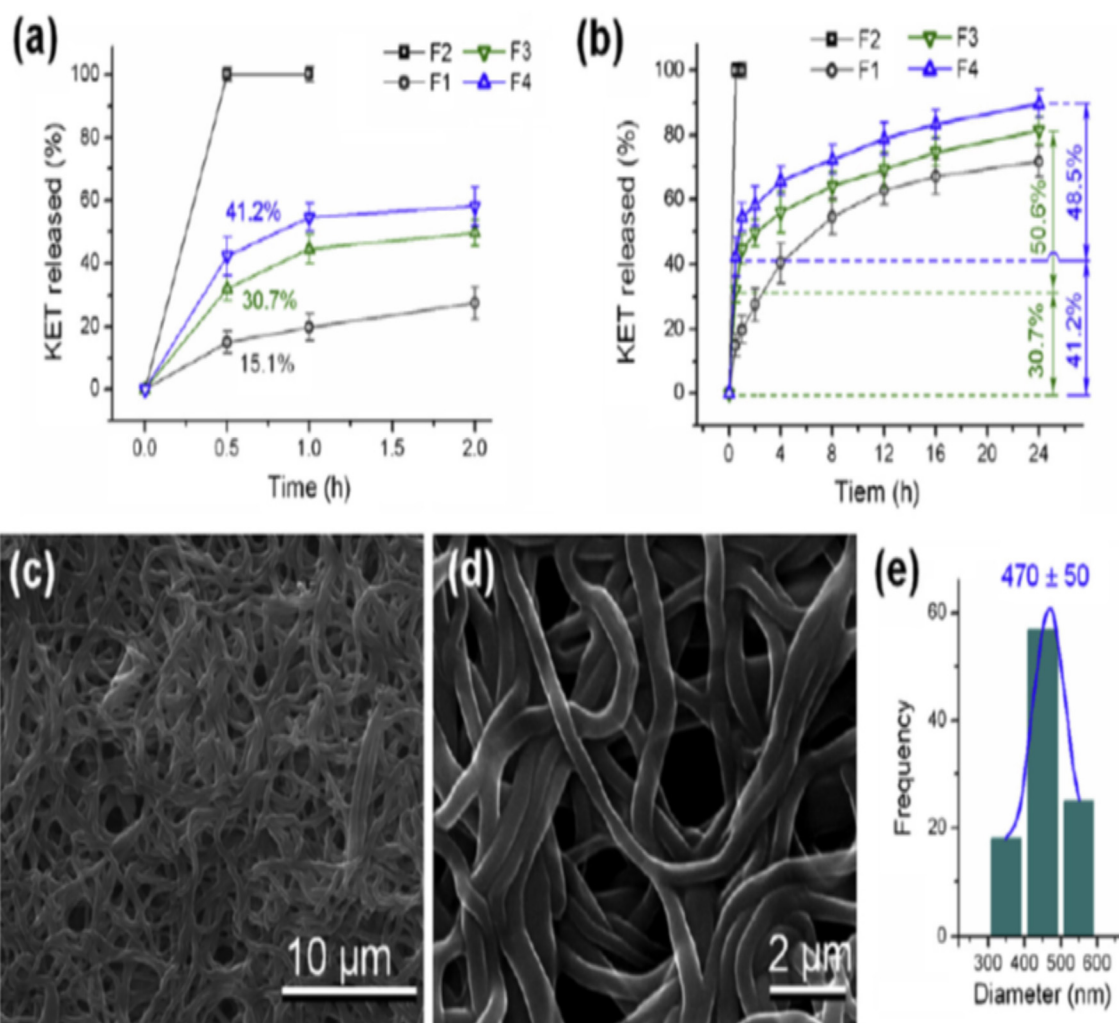 (a)
F2 F3
F1 F4
KET released (%)
100
80
60
40
20
0
41.2%
30.7%
15.1%
0.0 0.5 1.0 1.5 2.0
Time (h)
(b)
F2 F3
F1 F4
KET released (%)
100
80
60
40
20
0
50.6%
48.5%
30.7%
41.2%
0 4 8 12 16 20 24
Tiem (h)
(c)
10 µm
(d)
2 µm
(e)
470 ± 50
Frequency
60
40
20
0
300 400 500 600
Diameter (nm)